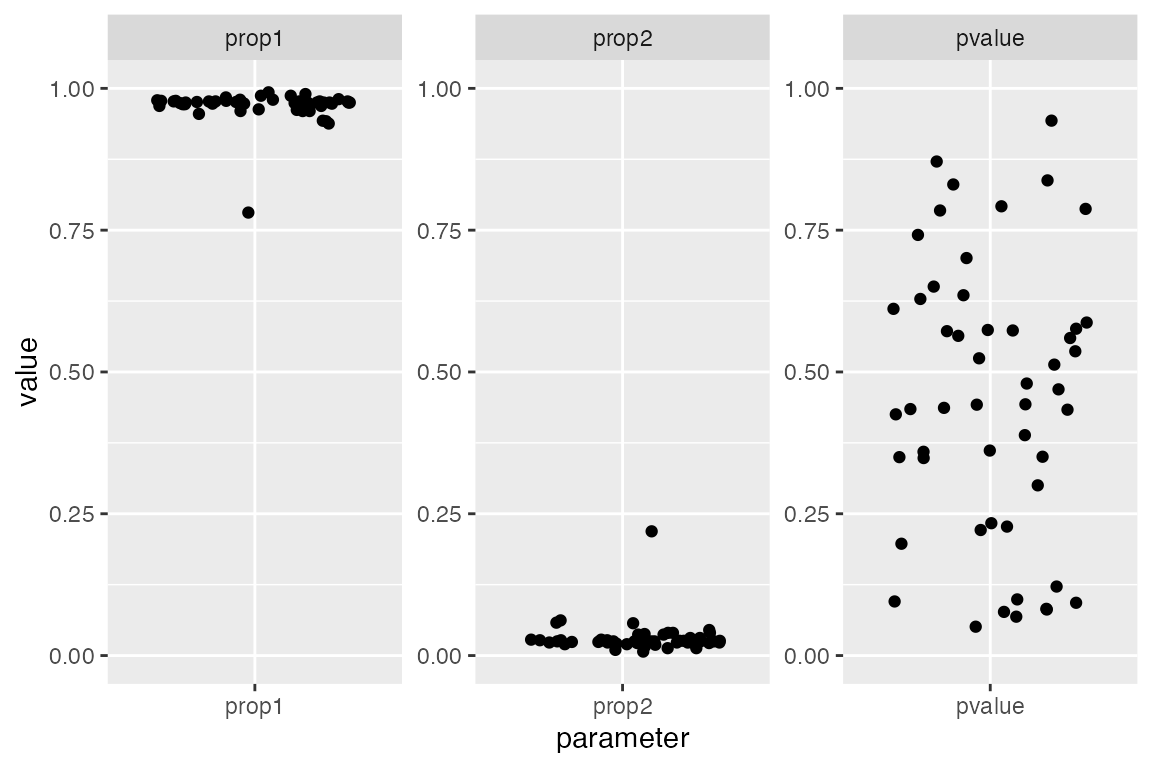 prop1 prop2 pvalue
1.00 1.00 1.00
0.75 0.75 0.75
value
0.50 0.50 0.50
0.25 0.25 0.25
0.00 0.00 0.00
prop1 prop2 pvalue
parameter